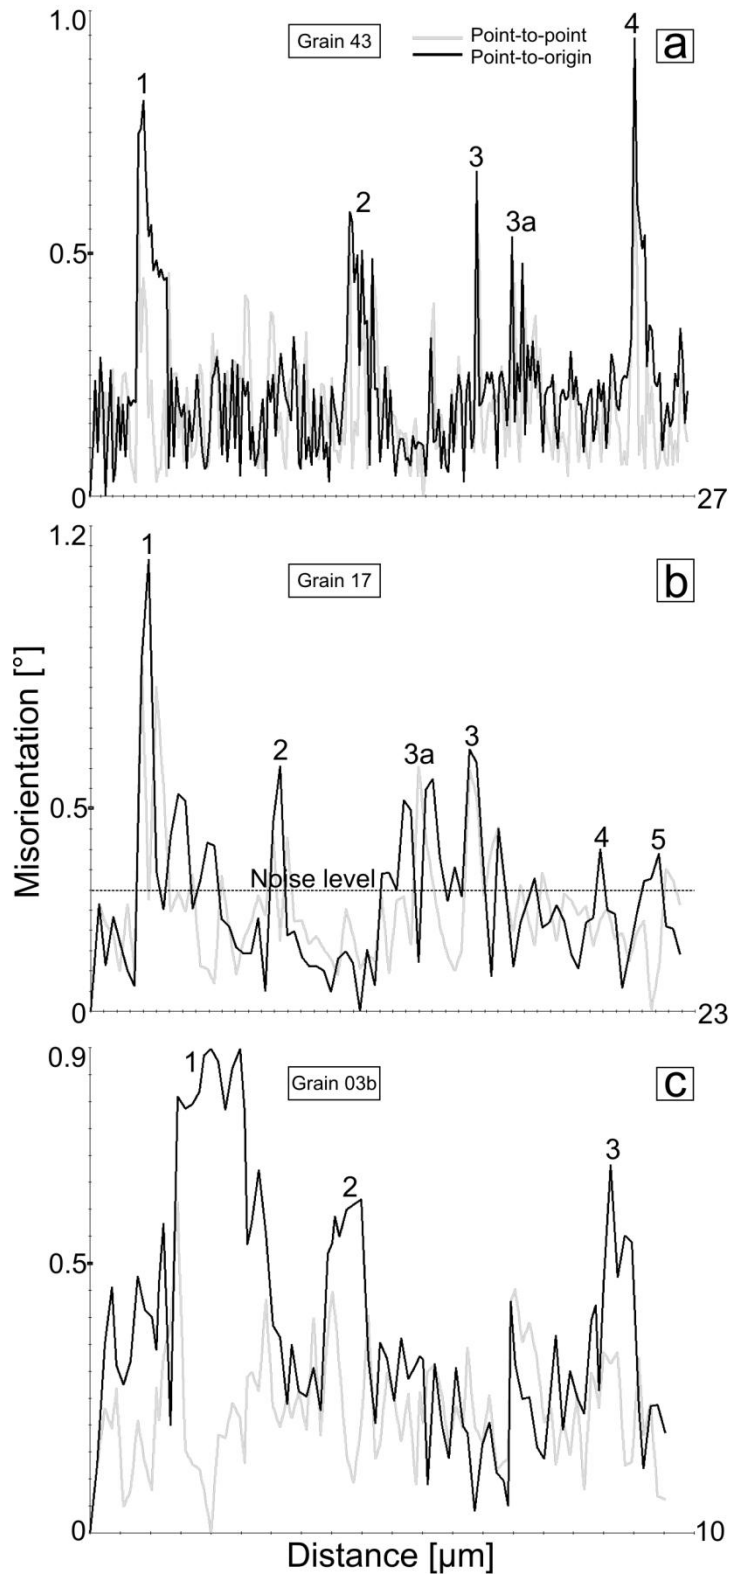 1.0
Grain 43
Point-to-point
Point-to-origin
a
1
2
3
3a
4
0.5
0
27
1.2
Grain 17
b
1
2
3a
3
4
5
0.5
Noise level
0
23
Misorientation [°]
0.9
Grain 03b
c
1
2
3
0.5
0
10
Distance [µm]